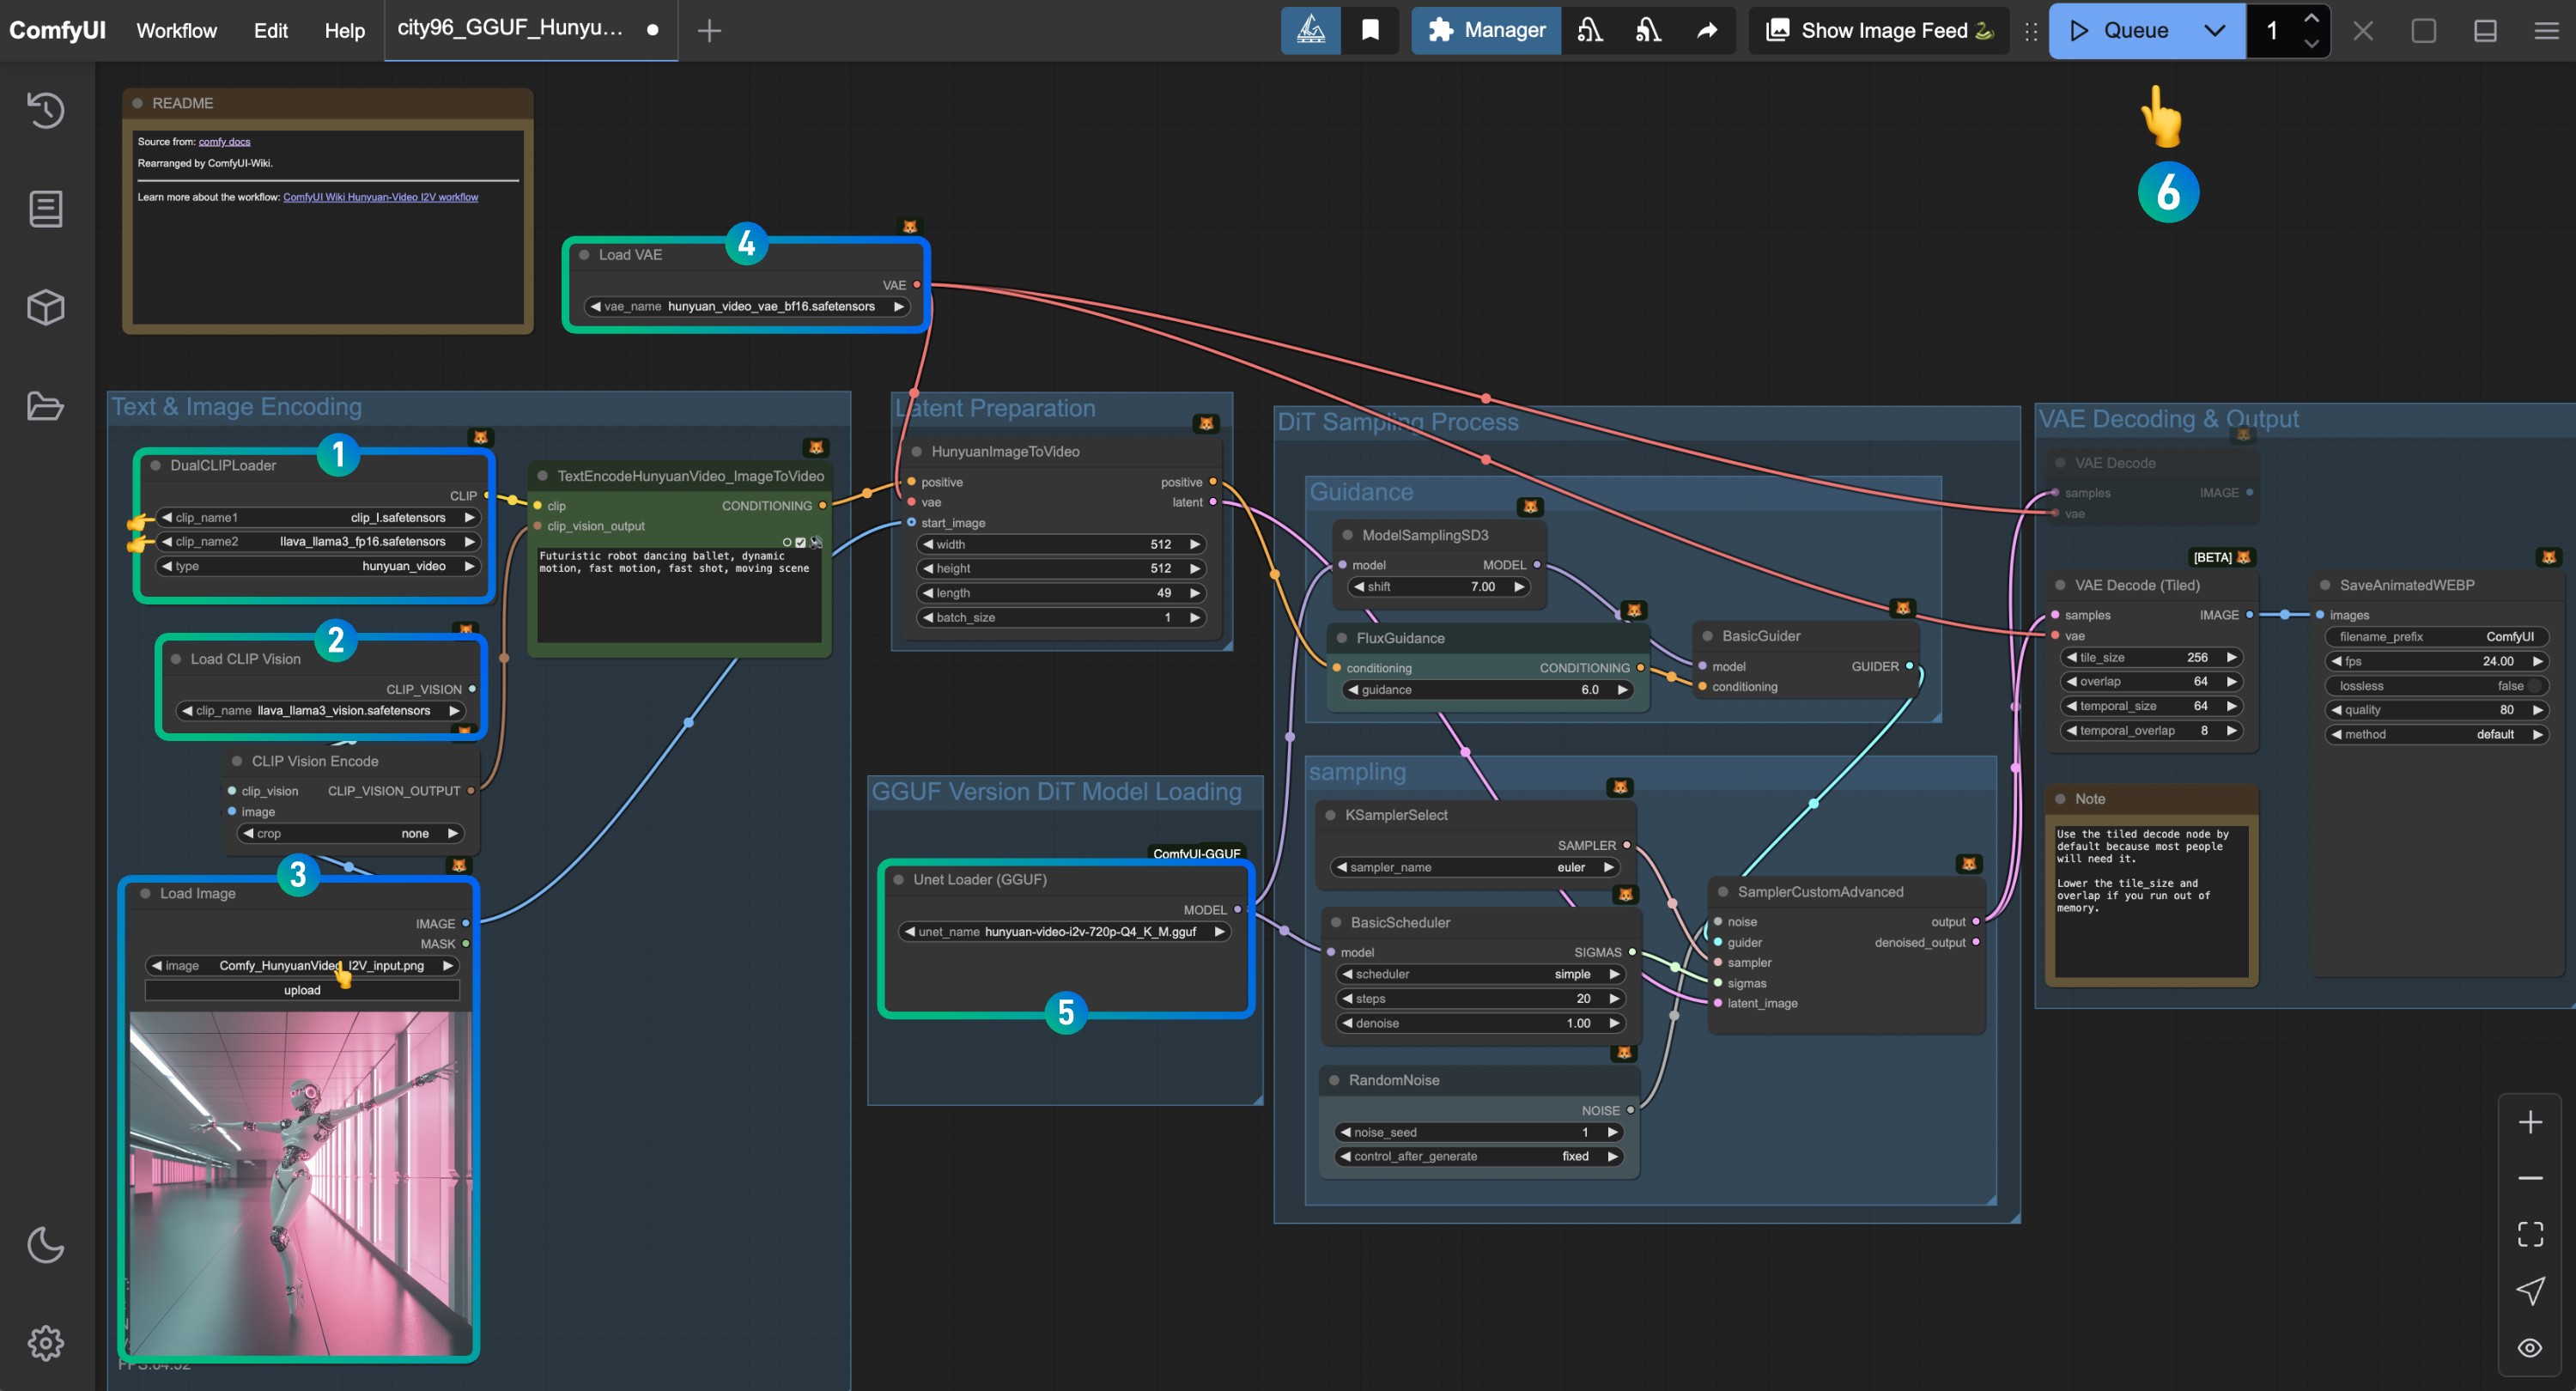 ComfyUI
Workflow
Edit
Help
city96_GGUF_Hunyu...
Manager
Show Image Feed
Queue
1
README
Source from: comfy docs
Rearranged by ComfyUI-Wiki.
Learn more about the workflow: ComfyUI Wiki Hunyuan-Video I2V workflow
6
4
Load VAE
VAE
vae_name hunyuan_video_vae_bf16.safetensors
Text & Image Encoding
1
DualCLIPLoader
CLIP
clip_name1 clip_l.safetensors
clip_name2 llava_llama3_fp16.safetensors
type hunyuan_video
TextEncodeHunyuanVideo_ImageToVideo
clip CONDITIONING
clip_vision_output
Futuristic robot dancing ballet, dynamic
motion, fast motion, fast shot, moving scene
2
Load CLIP Vision
CLIP_VISION
clip_name llava_llama3_vision.safetensors
CLIP Vision Encode
clip_vision CLIP_VISION_OUTPUT
image
crop none
3
Load Image
IMAGE
MASK
image Comfy_HunyuanVideo_I2V_input.png
upload
Latent Preparation
HunyuanImageToVideo
positive positive
vae latent
start_image
width 512
height 512
length 49
batch_size 1
GGUF Version DiT Model Loading
ComfyUI-GGUF
Unet Loader (GGUF)
MODEL
unet_name hunyuan-video-i2v-720p-Q4_K_M.gguf
5
DiT Sampling Process
Guidance
ModelSamplingSD3
model MODEL
shift 7.00
FluxGuidance
conditioning CONDITIONING
guidance 6.0
BasicGuider
model GUIDER
conditioning
sampling
KSamplerSelect
SAMPLER
sampler_name euler
BasicScheduler
model SIGMAS
scheduler simple
steps 20
denoise 1.00
RandomNoise
NOISE
noise_seed 1
control_after_generate fixed
SamplerCustomAdvanced
noise output
guider denoised_output
sampler
sigmas
latent_image
VAE Decoding & Output
VAE Decode
samples IMAGE
vae
[BETA]
VAE Decode (Tiled)
samples IMAGE
vae
tile_size 256
overlap 64
temporal_size 64
temporal_overlap 8
SaveAnimatedWEBP
images
filename_prefix ComfyUI
fps 24.00
lossless false
quality 80
method default
Note
Use the tiled decode node by
default because most people
will need it.
Lower the tile_size and
overlap if you run out of
memory.